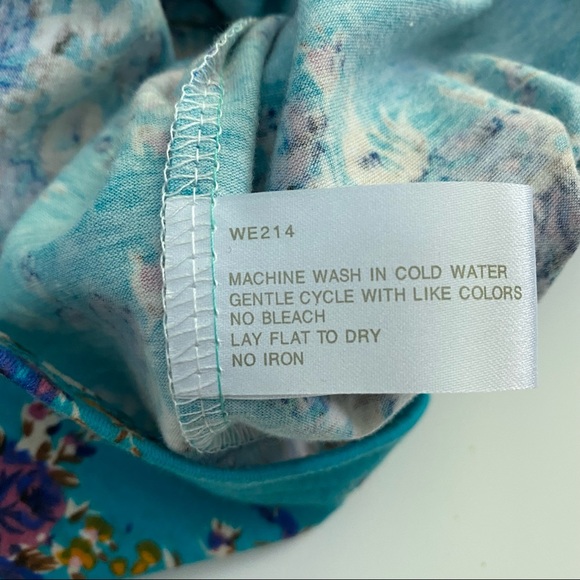 WE214
MACHINE WASH IN COLD WATER
GENTLE CYCLE WITH LIKE COLORS
NO BLEACH
LAY FLAT TO DRY
NO IRON